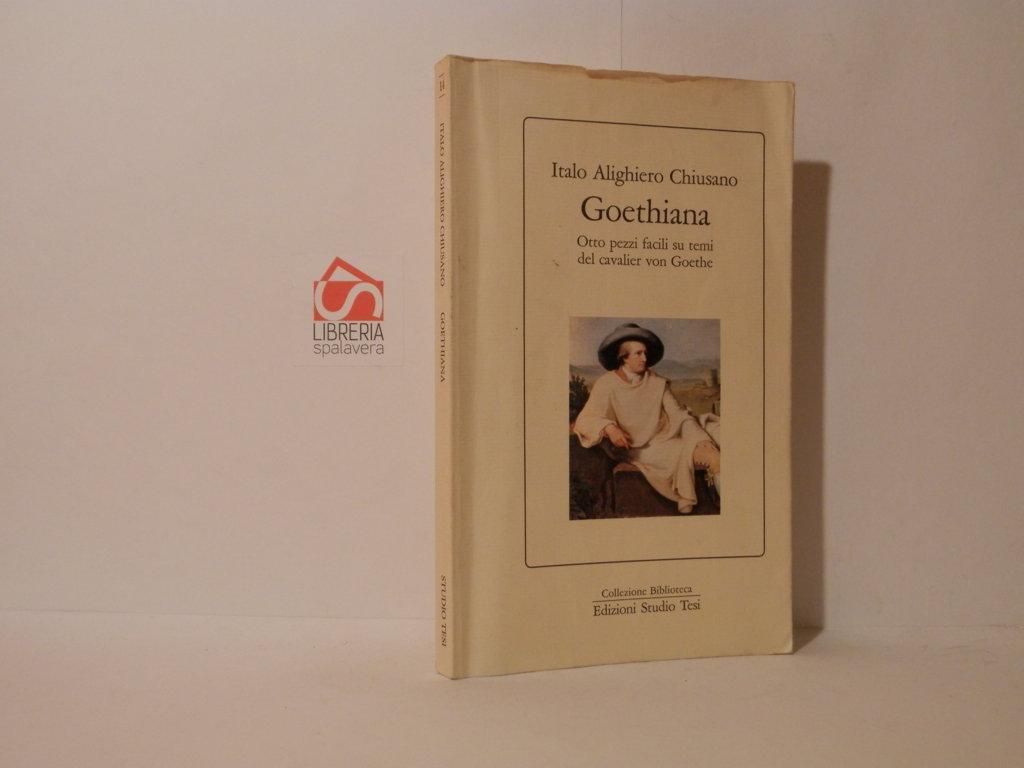 LIBRERIA
spalavera
ITALO ALIGHIERO CHIUSANO GOETHIANA
STUDIO TESI
Italo Alighiero Chiusano
Goethiana
Otto pezzi facili su temi
del cavalier von Goethe
Collezione Biblioteca
Edizioni Studio Tesi